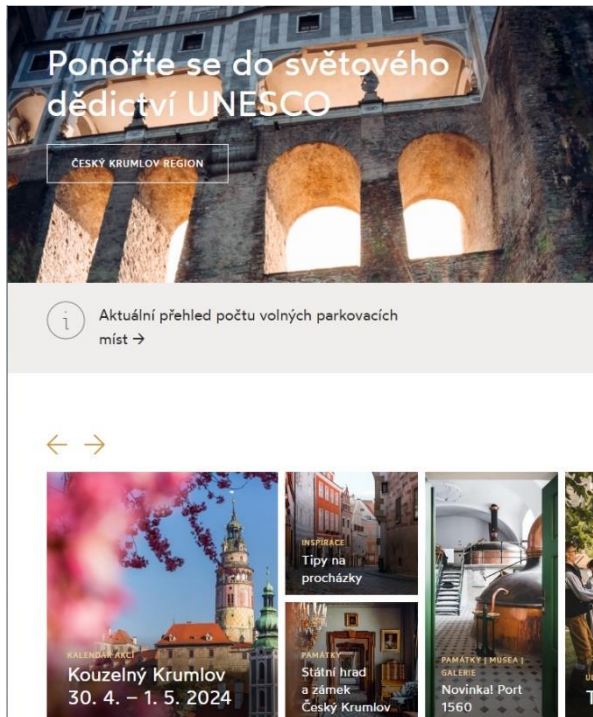 Ponořte se do světového
dědictví UNESCO
ČESKÝ KRUMLOV REGION
i
Aktuální přehled počtu volných parkovacích
míst →
← →
KALENDÁŘ AKCÍ
Kouzelný Krumlov
30. 4. – 1. 5. 2024
INSPIRACE
Tipy na
procházky
PAMÁTKY
Státní hrad
a zámek
Český Krumlov
PAMÁTKY | MUSEA |
GALERIE
Novinka! Port
1560